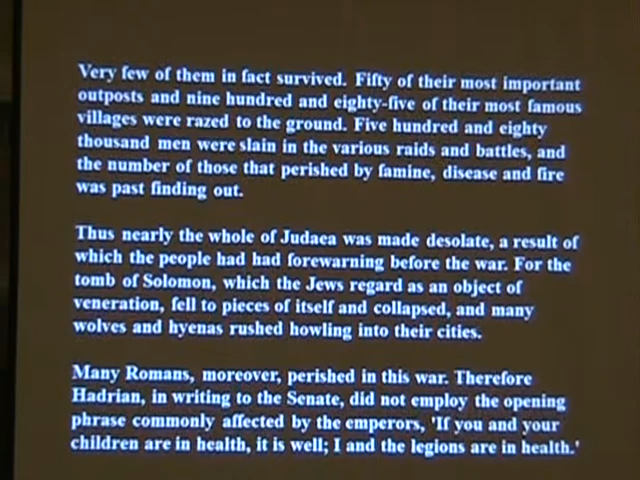 Very few of them in fact survived. Fifty of their most important
outposts and nine hundred and eighty-five of their most famous
villages were razed to the ground. Five hundred and eighty
thousand men were slain in the various raids and battles, and
the number of those that perished by famine, disease and fire
was past finding out.
Thus nearly the whole of Judaea was made desolate, a result of
which the people had had forewarning before the war. For the
tomb of Solomon, which the Jews regard as an object of
veneration, fell to pieces of itself and collapsed, and many
wolves and hyenas rushed howling into their cities.
Many Romans, moreover, perished in this war. Therefore
Hadrian, in writing to the Senate, did not employ the opening
phrase commonly affected by the emperors, 'If you and your
children are in health, it is well; I and the legions are in health.'